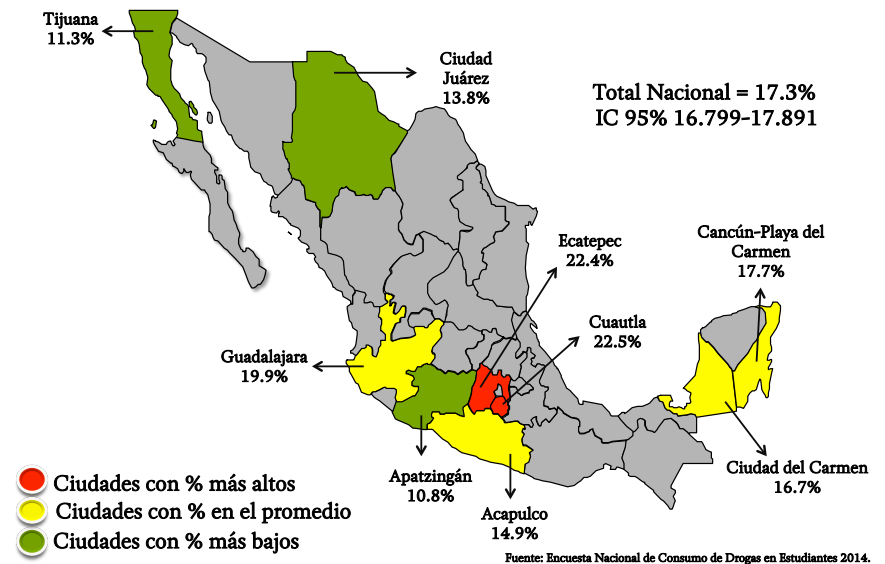 Tijuana
11.3%
Ciudad
Juárez
13.8%
Total Nacional = 17.3%
IC 95% 16.799-17.891
Ecatepec
22.4%
Cancún-Playa del
Carmen
17.7%
Cuautla
22.5%
Guadalajara
19.9%
Apatzingán
10.8%
Acapulco
14.9%
Ciudad del Carmen
16.7%
Ciudades con % más altos
Ciudades con % en el promedio
Ciudades con % más bajos
Fuente: Encuesta Nacional de Consumo de Drogas en Estudiantes 2014.